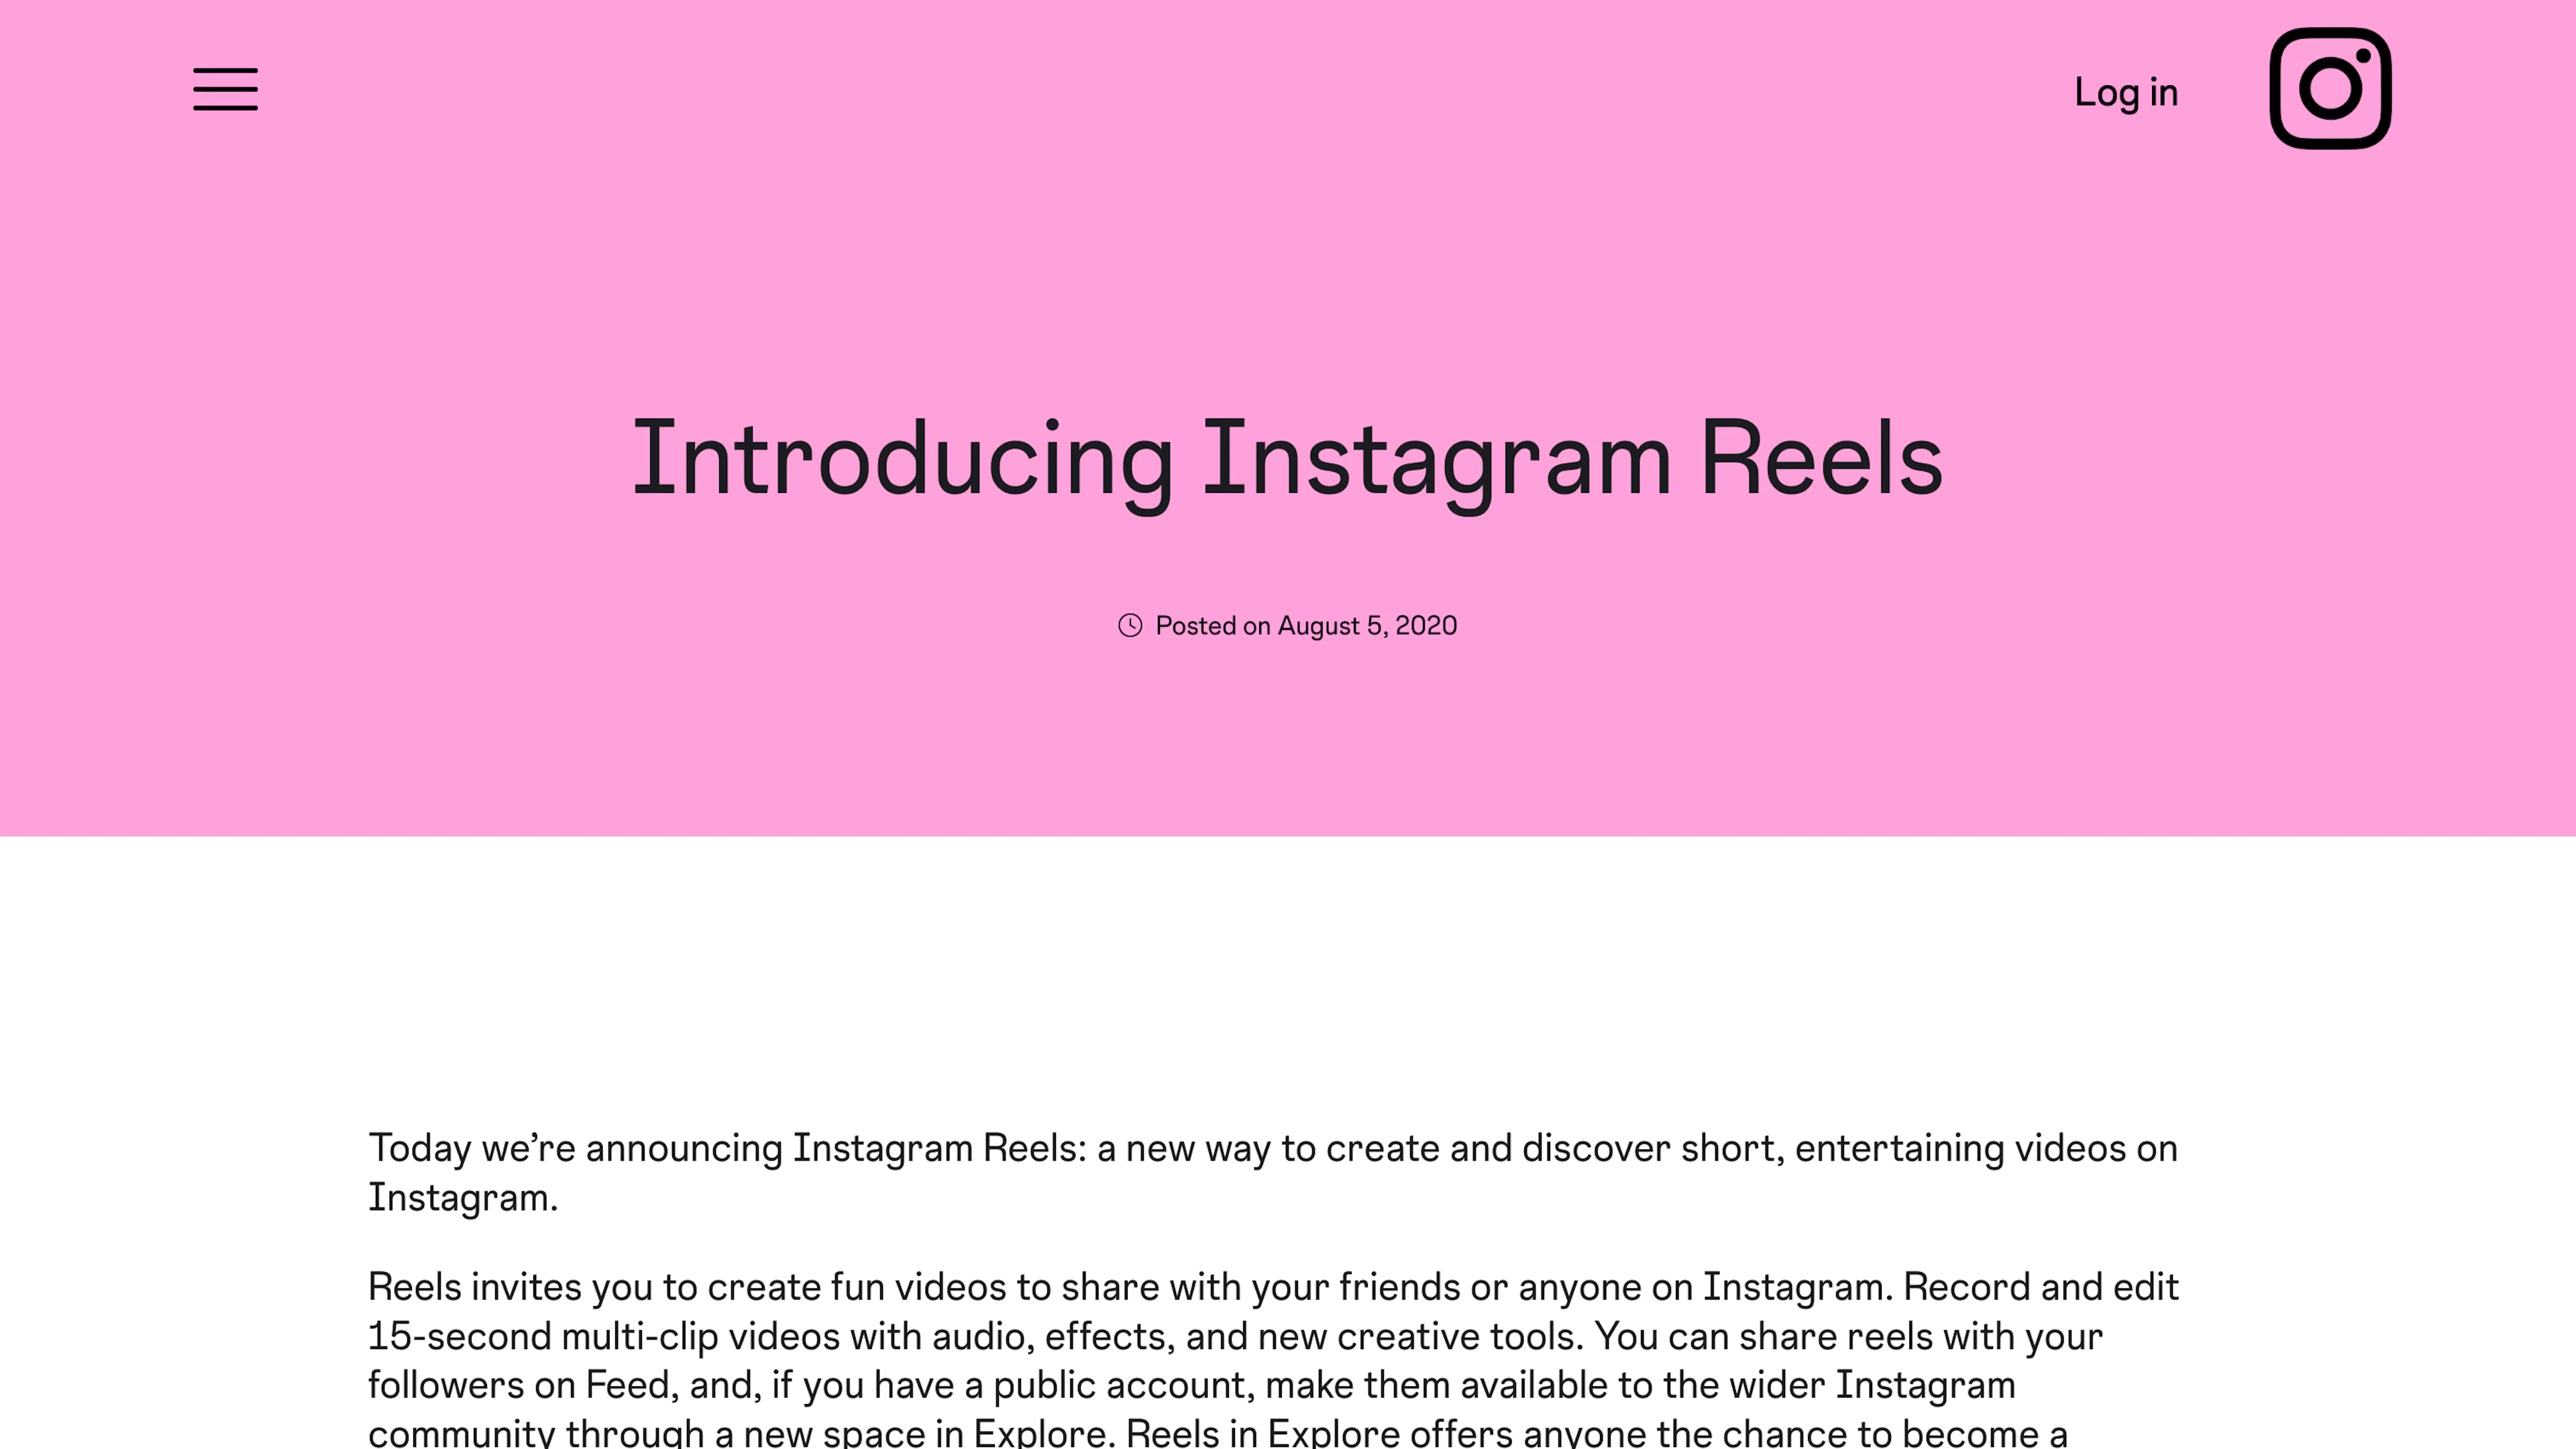 Log in
Introducing Instagram Reels
Posted on August 5, 2020
Today we’re announcing Instagram Reels: a new way to create and discover short, entertaining videos on
Instagram.
Reels invites you to create fun videos to share with your friends or anyone on Instagram. Record and edit
15-second multi-clip videos with audio, effects, and new creative tools. You can share reels with your
followers on Feed, and, if you have a public account, make them available to the wider Instagram
community through a new space in Explore. Reels in Explore offers anyone the chance to become a